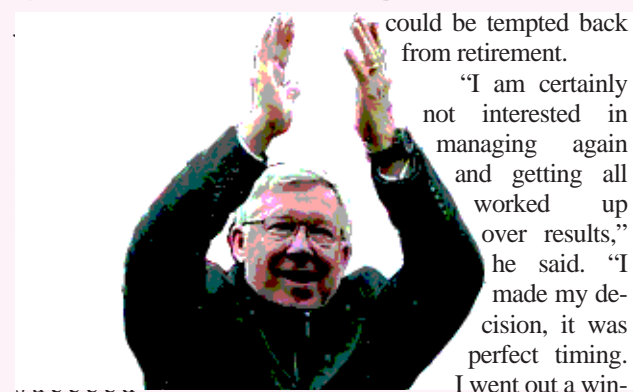 could be tempted back
from retirement.
“I am certainly
not interested in
managing again
and getting all
worked up
over results,”
he said. “I
made my de-
cision, it was
perfect timing.
I went out a win-